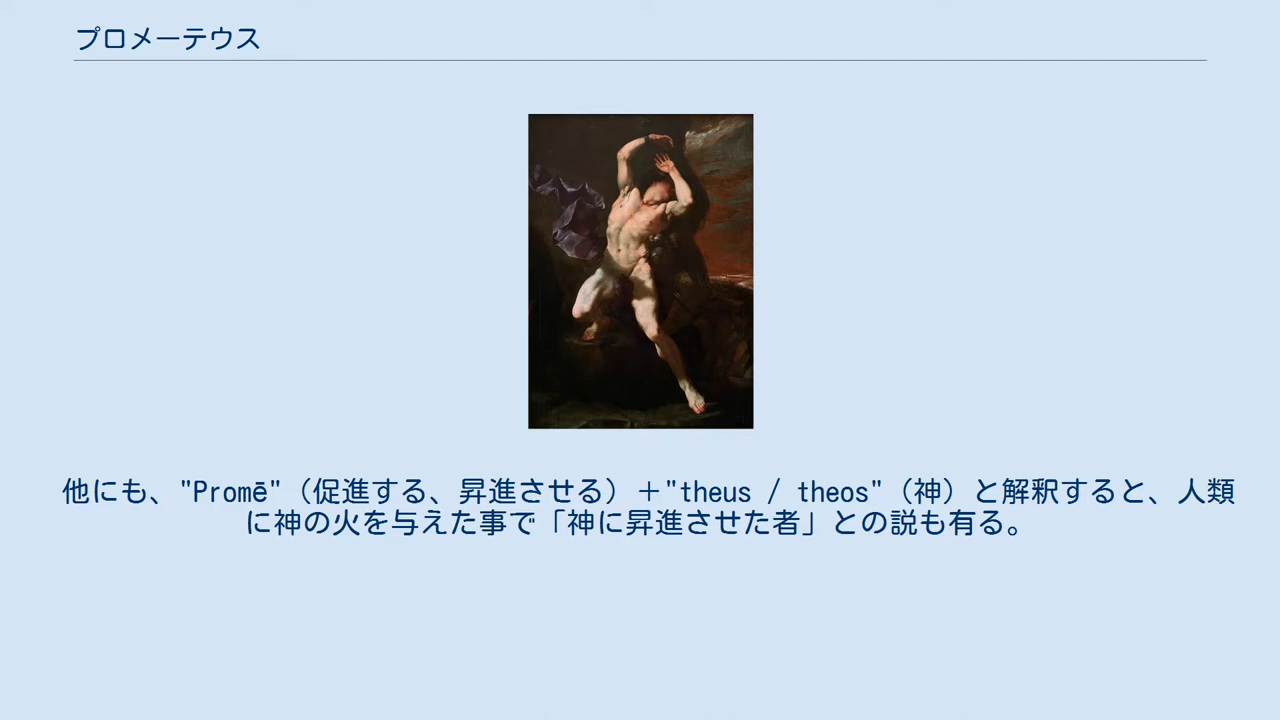 プロメーテウス
他にも、"Promē"（促進する、昇進させる）＋"theus / theos"（神）と解釈すると、人類
に神の火を与えた事で「神に昇進させた者」との説も有る。